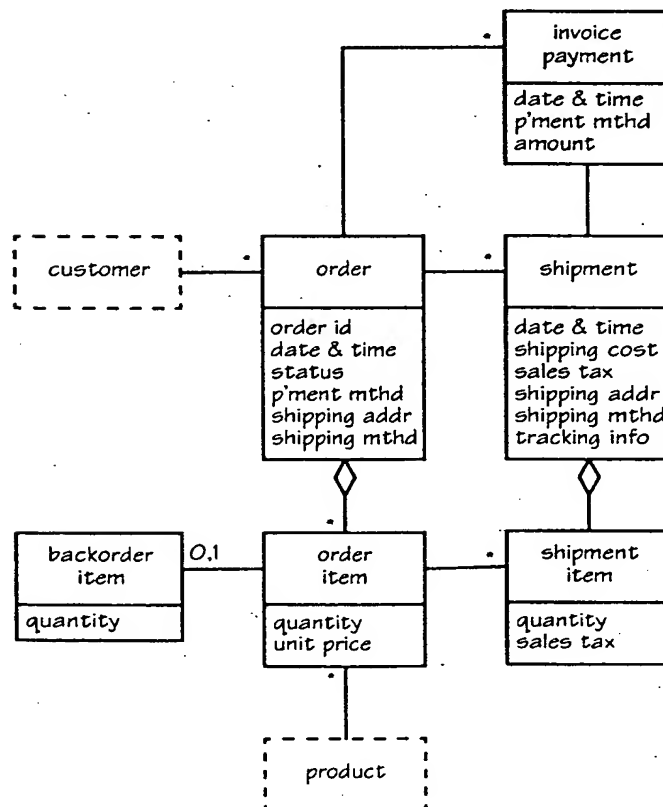 invoice
payment
date & time
p'ment mthd
amount
customer
order
order id
date & time
status
p'ment mthd
shipping addr
shipping mthd
shipment
date & time
shipping cost
sales tax
shipping addr
shipping mthd
tracking info
backorder
item
quantity
0,1
order
item
quantity
unit price
shipment
item
quantity
sales tax
product